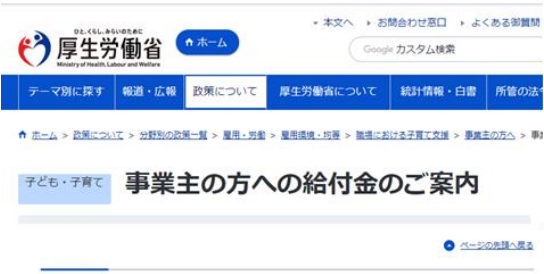 本文へ お問合わせ窓口 よくある御質問
ひと、くらし、みらいのために
厚生労働省
Ministry of Health, Labour and Welfare
ホーム
Google カスタム検索
テーマ別に探す 報道・広報 政策について 厚生労働省について 統計情報・白書 所管の法
ホーム > 政策について > 分野別の政策一覧 > 雇用・労働 > 雇用環境・均等 > 職場における子育て支援 > 事業主の方へ > 事
子ども・子育て 事業主の方への給付金のご案内
ページの先頭へ戻る